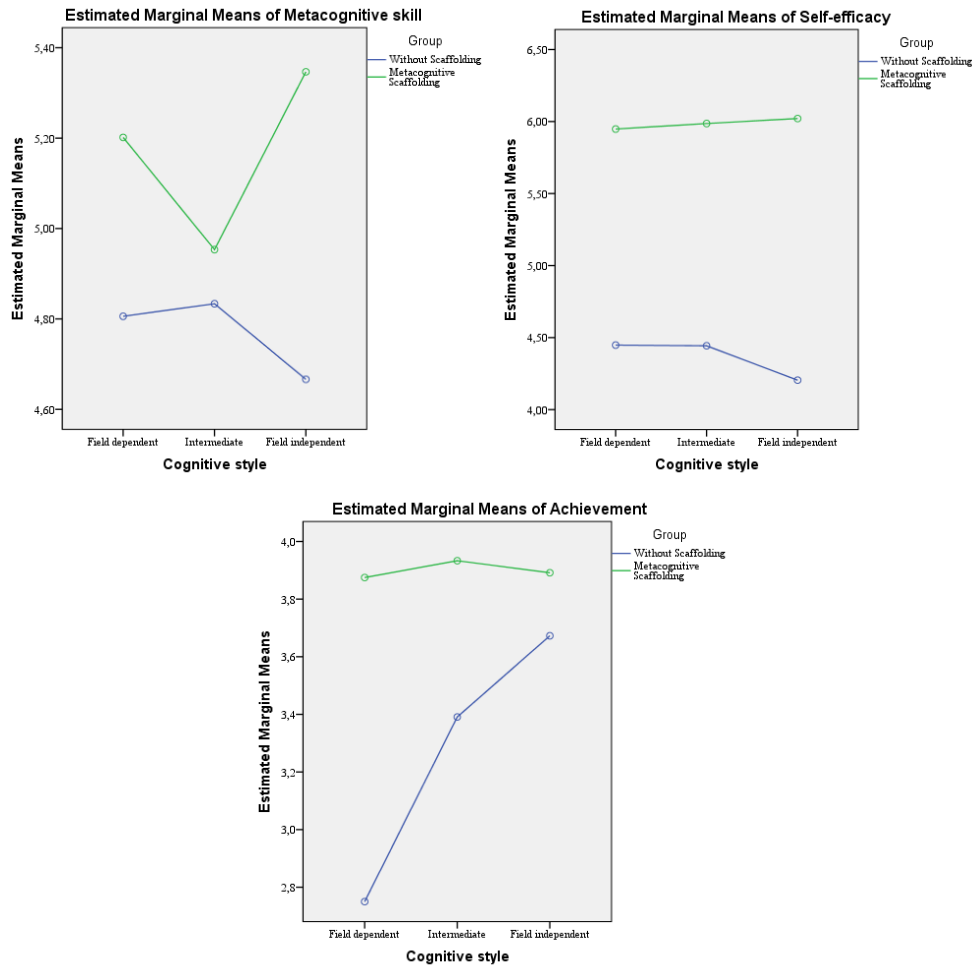 Estimated Marginal Means of Metacognitive skill
Group
Without Scaffolding
Metacognitive
Scaffolding
Estimated Marginal Means
5,40
5,20
5,00
4,80
4,60
Field dependent
Intermediate
Field independent
Cognitive style
Estimated Marginal Means of Self-efficacy
Group
Without Scaffolding
Metacognitive
Scaffolding
Estimated Marginal Means
6,50
6,00
5,50
5,00
4,50
4,00
Field dependent
Intermediate
Field independent
Cognitive style
Estimated Marginal Means of Achievement
Group
Without Scaffolding
Metacognitive
Scaffolding
Estimated Marginal Means
4,0
3,8
3,6
3,4
3,2
3,0
2,8
Field dependent
Intermediate
Field independent
Cognitive style